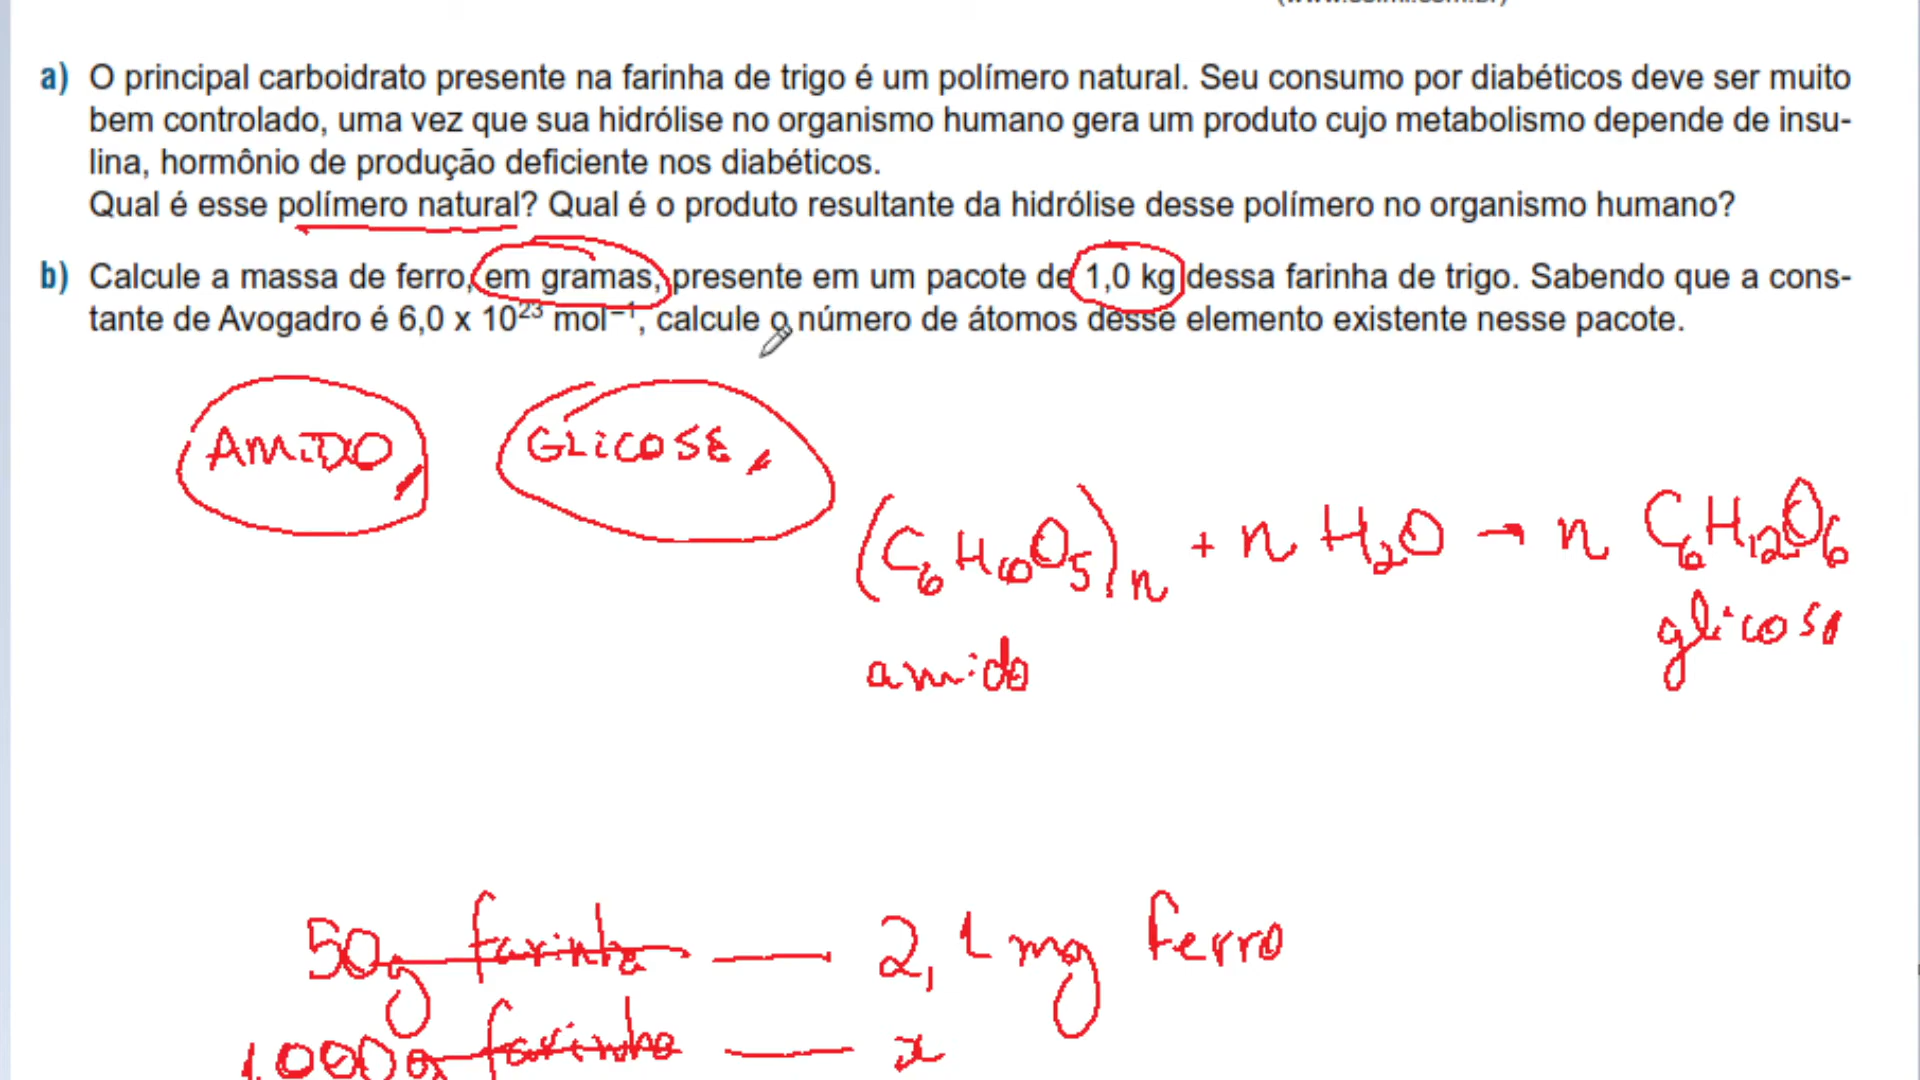 a) O principal carboidrato presente na farinha de trigo é um polímero natural. Seu consumo por diabéticos deve ser muito
bem controlado, uma vez que sua hidrólise no organismo humano gera um produto cujo metabolismo depende de insu-
lina, hormônio de produção deficiente nos diabéticos.
Qual é esse polímero natural? Qual é o produto resultante da hidrólise desse polímero no organismo humano?
b) Calcule a massa de ferro, em gramas, presente em um pacote de 1,0 kg dessa farinha de trigo. Sabendo que a cons-
tante de Avogadro é 6,0 x 10²³ mol⁻¹, calcule o número de átomos desse elemento existente nesse pacote.
AMIDO GLICOSE
(C₆H₁₀O₅)n + n H₂O → n C₆H₁₂O₆
amido glicose
50g farinha — 2,1 mg ferro
1000g farinha — x